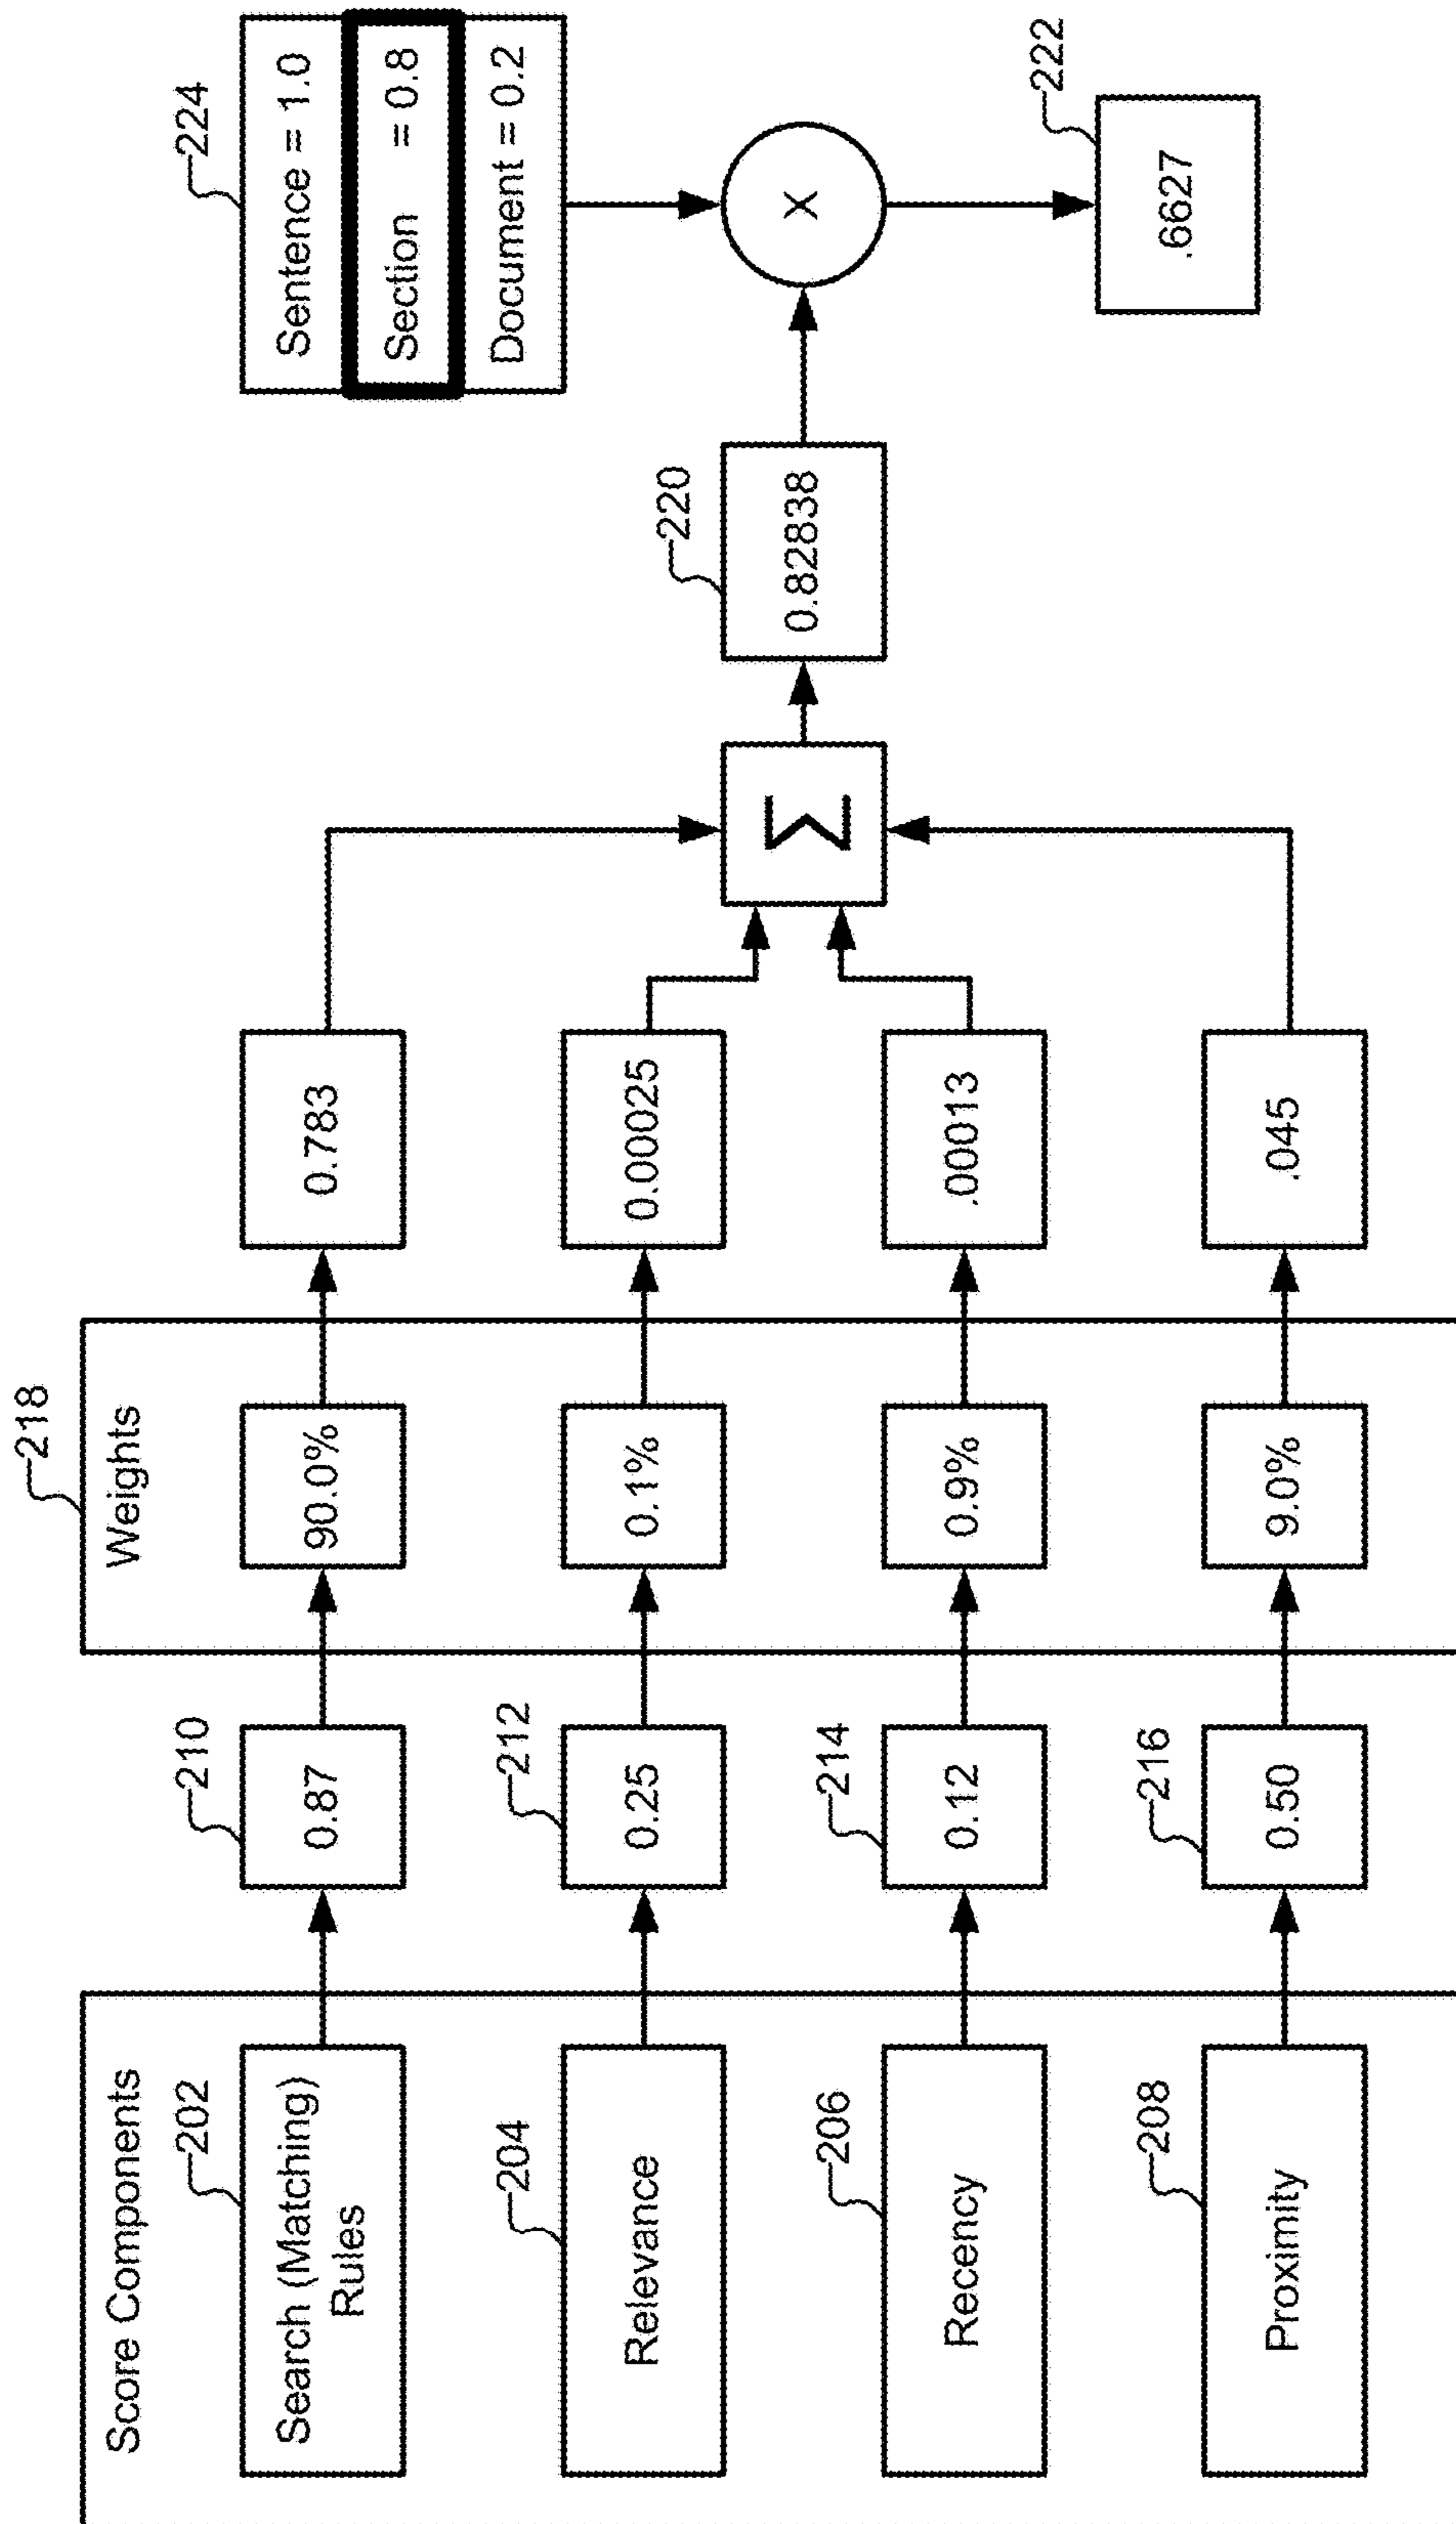 Score Components
202
Search (Matching)
Rules
204
Relevance
206
Recency
208
Proximity
210
0.87
212
0.25
214
0.12
216
0.50
218
Weights
90.0%
0.1%
0.9%
9.0%
0.783
0.00025
.00013
.045
Σ
220
0.82838
224
Sentence = 1.0
Section = 0.8
Document = 0.2
X
222
.6627